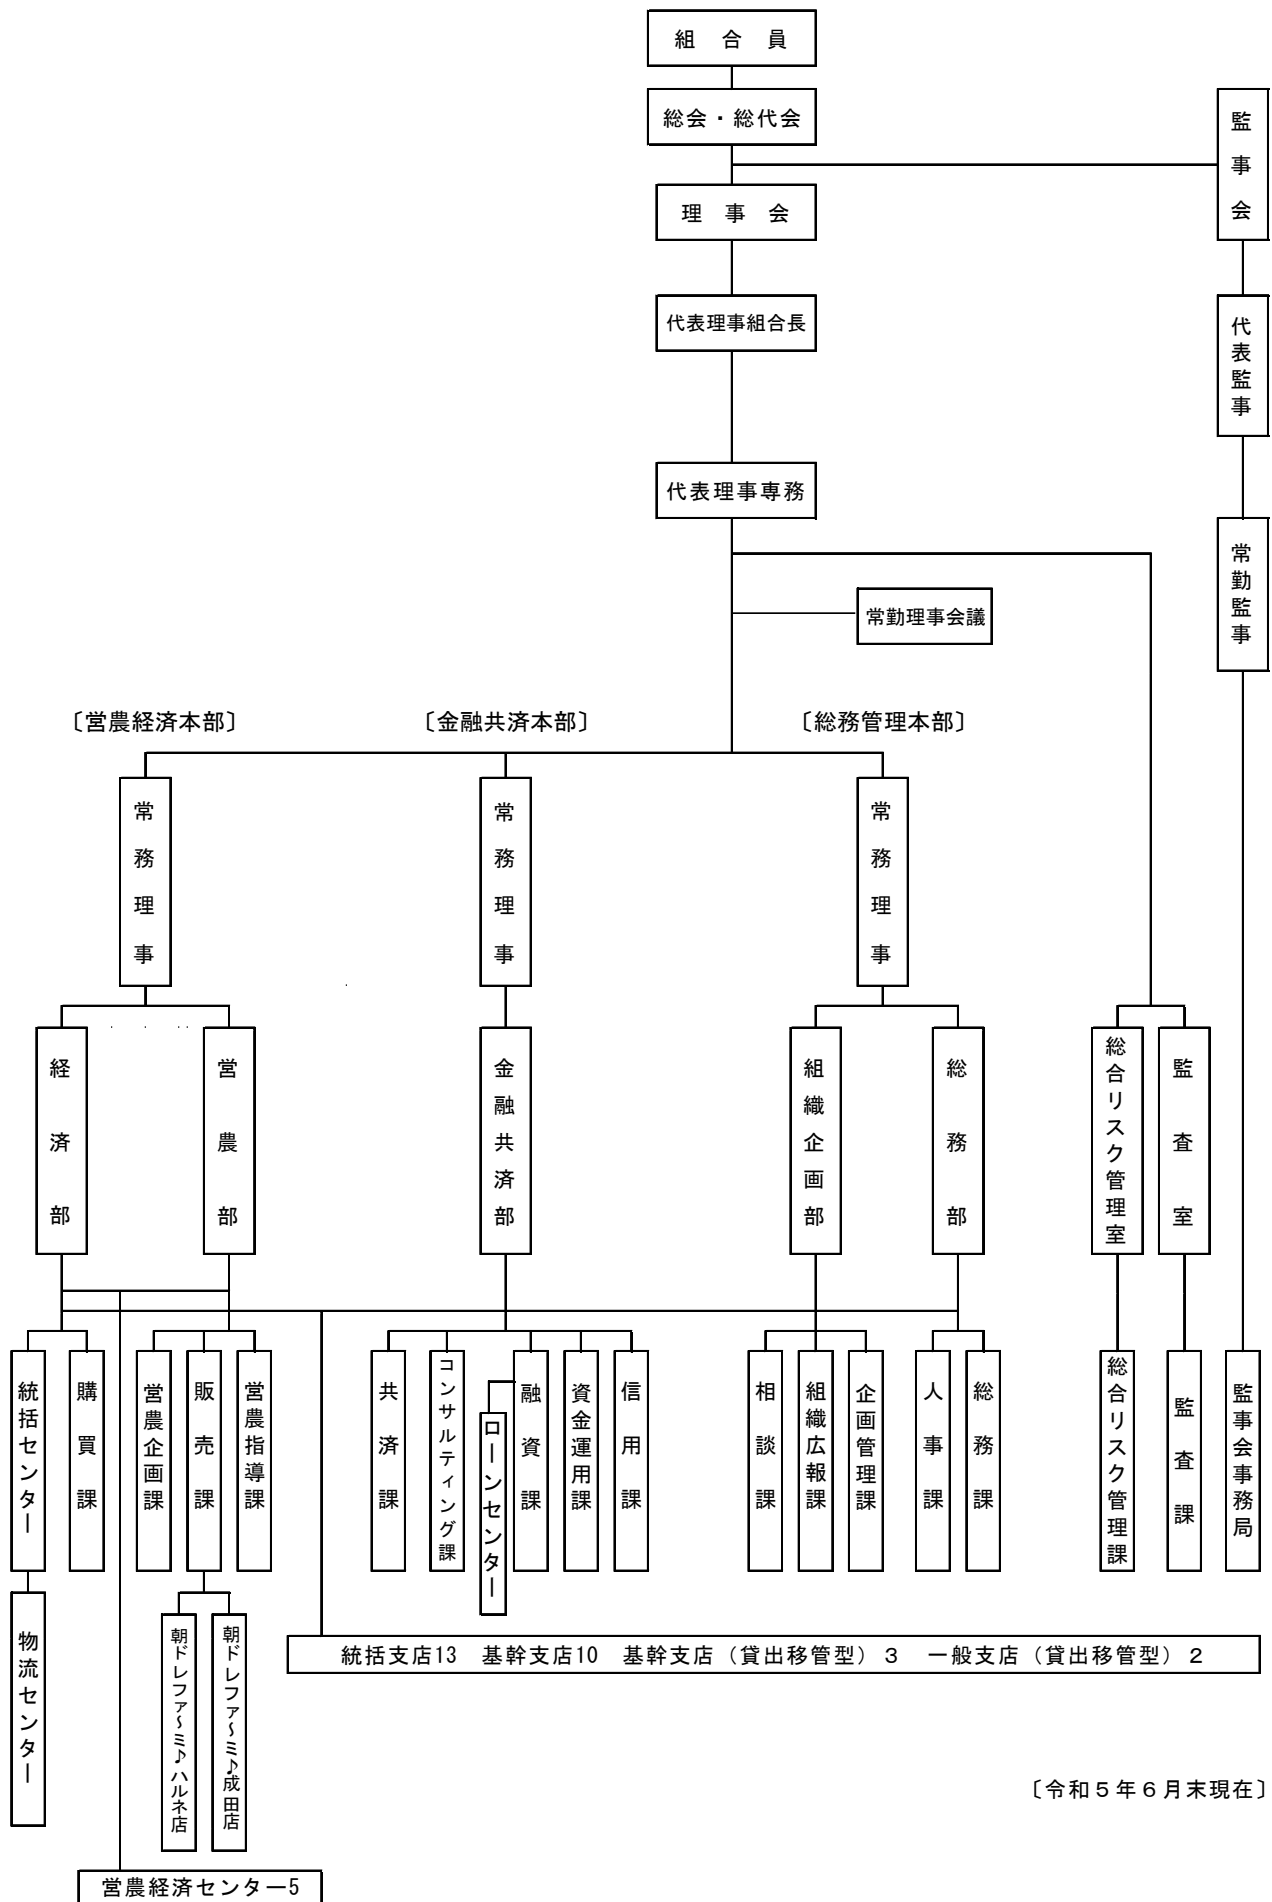 組合員
総会・総代会
監事会
理事会
代表理事組合長
代表監事
代表理事専務
常勤監事
常勤理事会議
〔営農経済本部〕
〔金融共済本部〕
〔総務管理本部〕
常務理事
常務理事
常務理事
経済部
営農部
金融共済部
組織企画部
総務部
総合リスク管理室
監査室
統括センター
購買課
営農企画課
販売課
営農指導課
共済課
コンサルティング課
ローンセンター
融資課
資金運用課
信用課
相談課
組織広報課
企画管理課
人事課
総務課
総合リスク管理課
監査課
監事会事務局
物流センター
朝ドレファ～ミ♪ハルネ店
朝ドレファ～ミ♪成田店
統括支店13 基幹支店10 基幹支店（貸出移管型）３ 一般支店（貸出移管型）２
〔令和５年６月末現在〕
営農経済センター5